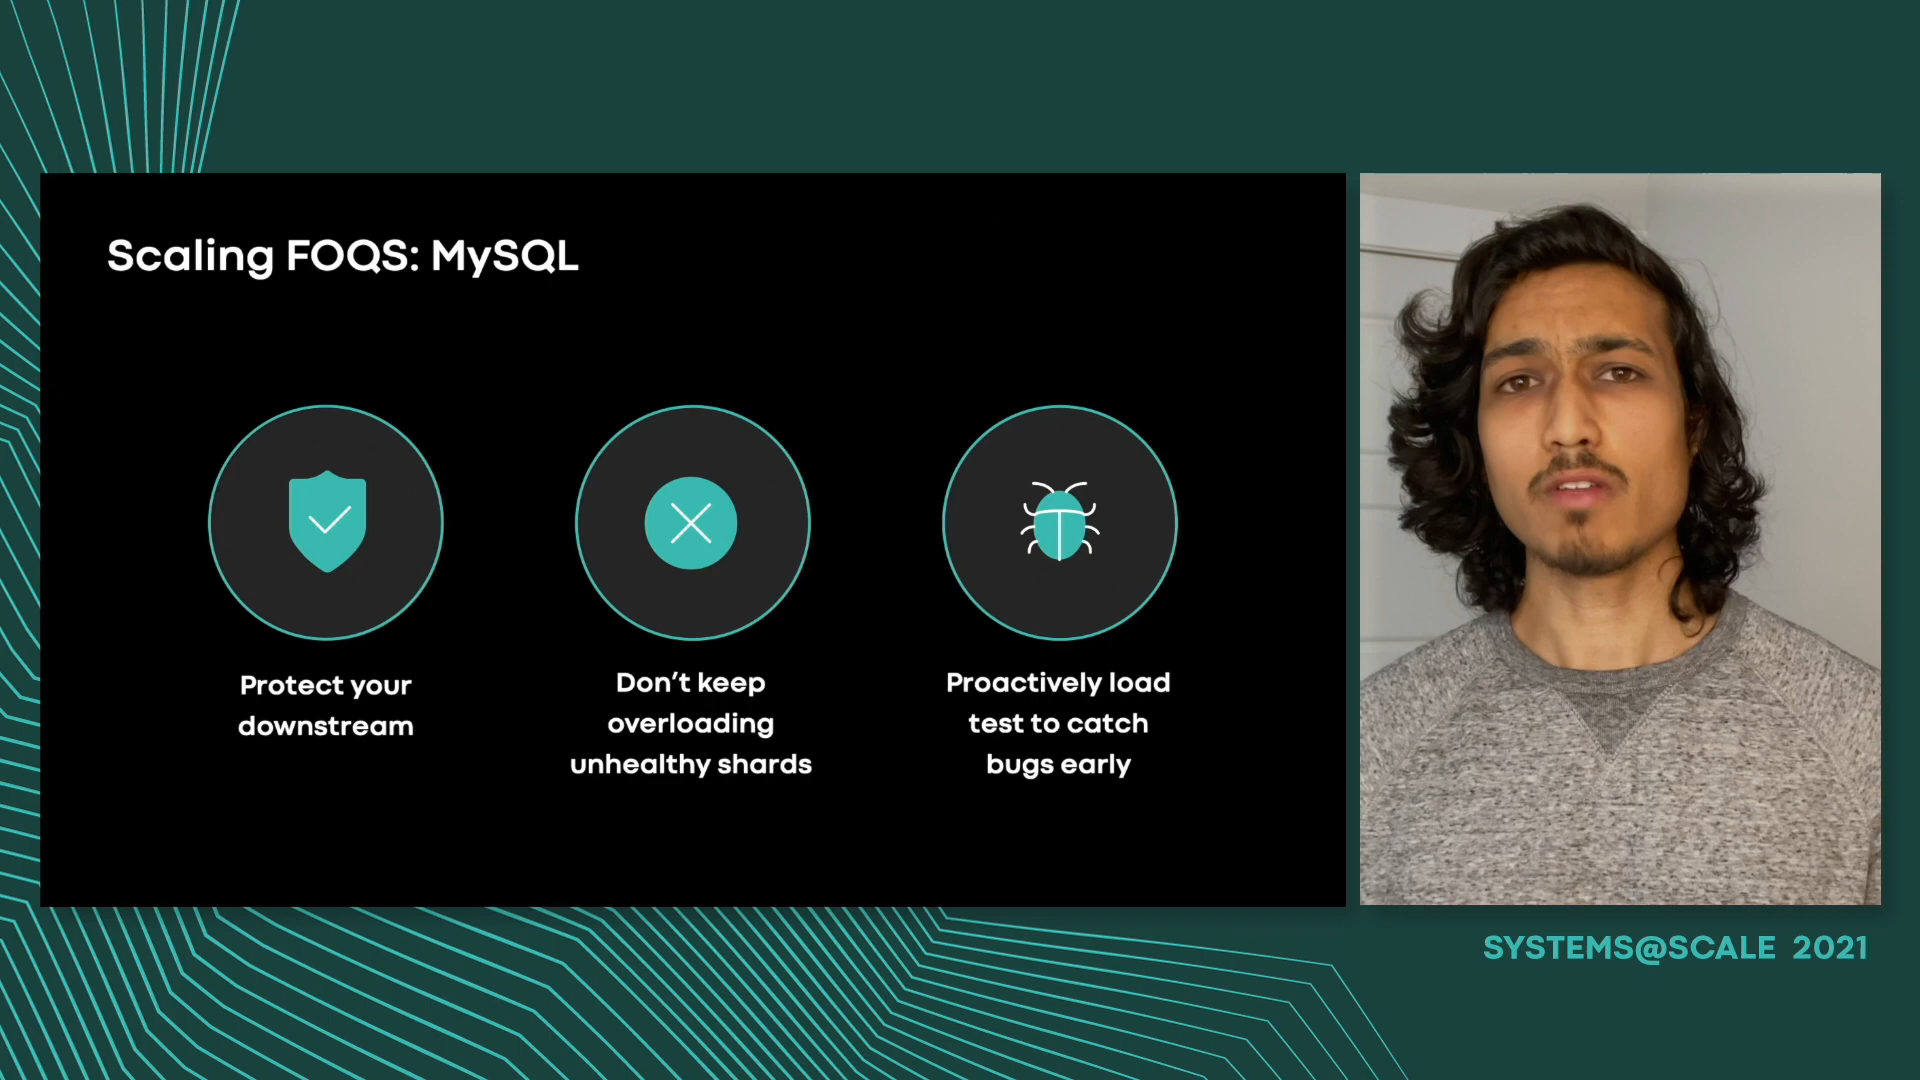 Scaling FOQS: MySQL
Protect your
downstream
Don’t keep
overloading
unhealthy shards
Proactively load
test to catch
bugs early
SYSTEMS@SCALE 2021